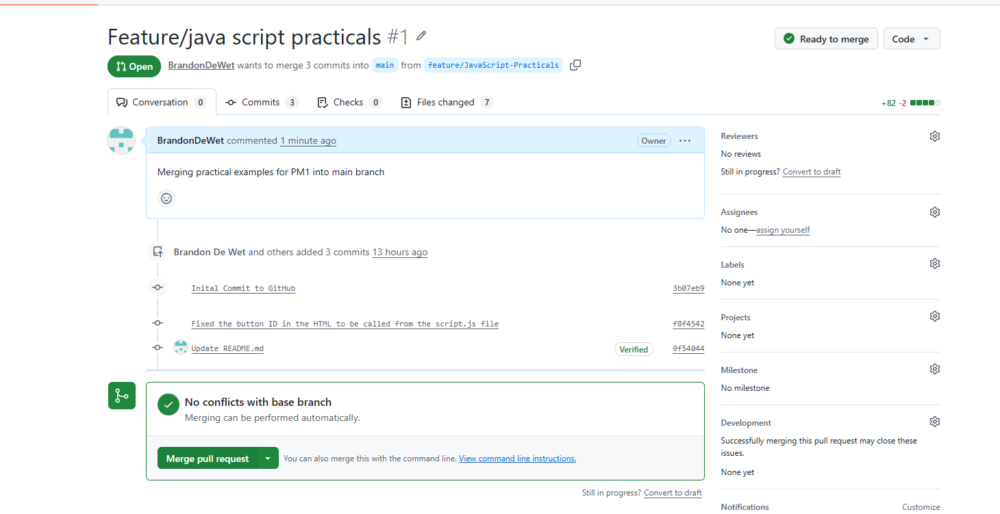 Feature/java script practicals #1
Ready to merge
Code
Open
BrandonDeWet wants to merge 3 commits into main from feature/JavaScript-Practicals
Conversation 0
Commits 3
Checks 0
Files changed 7
+82 -2
BrandonDeWet commented 1 minute ago
Owner
Merging practical examples for PM1 into main branch
Brandon De Wet and others added 3 commits 13 hours ago
Inital Commit to GitHub
3b07eb9
Fixed the button ID in the HTML to be called from the script.js file
f8f4542
Update README.md
Verified
9f54044
No conflicts with base branch
Merging can be performed automatically.
Merge pull request
You can also merge this with the command line. View command line instructions.
Still in progress? Convert to draft
Reviewers
No reviews
Still in progress? Convert to draft
Assignees
No one—assign yourself
Labels
None yet
Projects
None yet
Milestone
No milestone
Development
Successfully merging this pull request may close these
issues.
None yet
Notifications
Customize